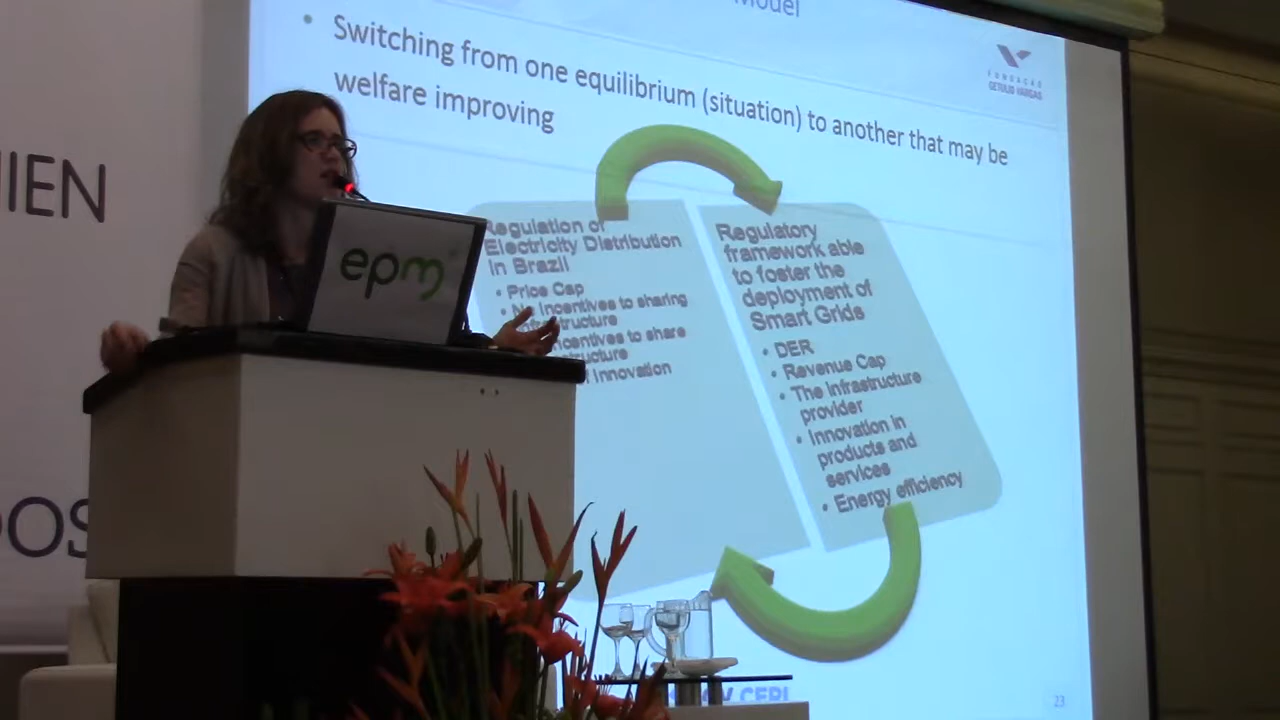 Model
Switching from one equilibrium (situation) to another that may be
welfare improving
FUNDAÇÃO
GETULIO VARGAS
IEN
OS
epm
Regulation of
Electricity Distribution
in Brazil
• Price Cap
• No Incentives to sharing
structure
incentives to share
structure
Innovation
Regulatory
framework able
to foster the
deployment of
Smart Grids
• DER
• Revenue Cap
• The infrastructure
provider
• Innovation in
products and
services
• Energy efficiency
CERI
23